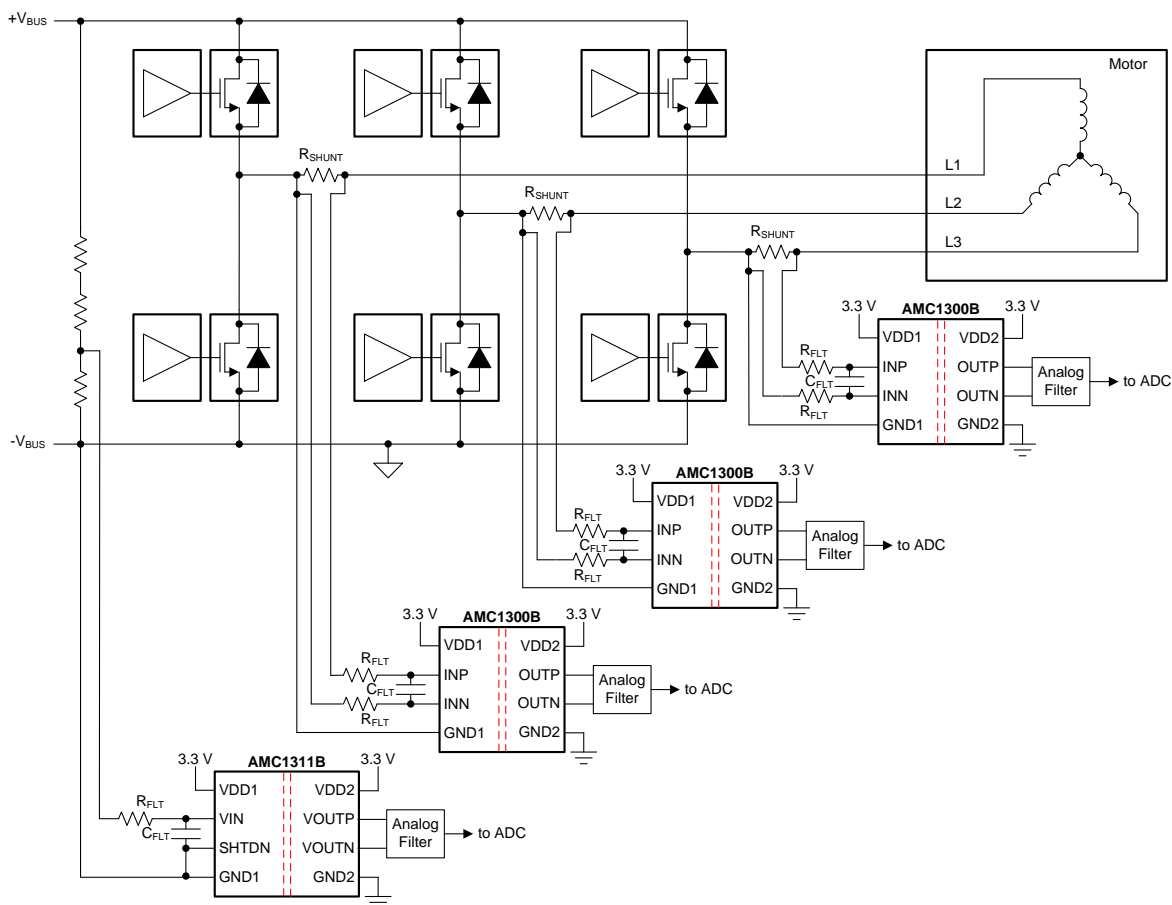 +VBUS
Motor
RSHUNT
L1
RSHUNT
L2
RSHUNT
L3
-VBUS
AMC1300B
3.3 V
3.3 V
VDD1
VDD2
RFLT
INP
OUTP
CFLT
INN
OUTN
RFLT
GND1
GND2
Analog
Filter
to ADC
AMC1300B
3.3 V
3.3 V
VDD1
VDD2
RFLT
INP
OUTP
CFLT
INN
OUTN
RFLT
GND1
GND2
Analog
Filter
to ADC
AMC1300B
3.3 V
3.3 V
VDD1
VDD2
RFLT
INP
OUTP
CFLT
INN
OUTN
RFLT
GND1
GND2
Analog
Filter
to ADC
AMC1311B
3.3 V
3.3 V
VDD1
VDD2
RFLT
VIN
VOUTP
CFLT
SHTDN
VOUTN
GND1
GND2
Analog
Filter
to ADC